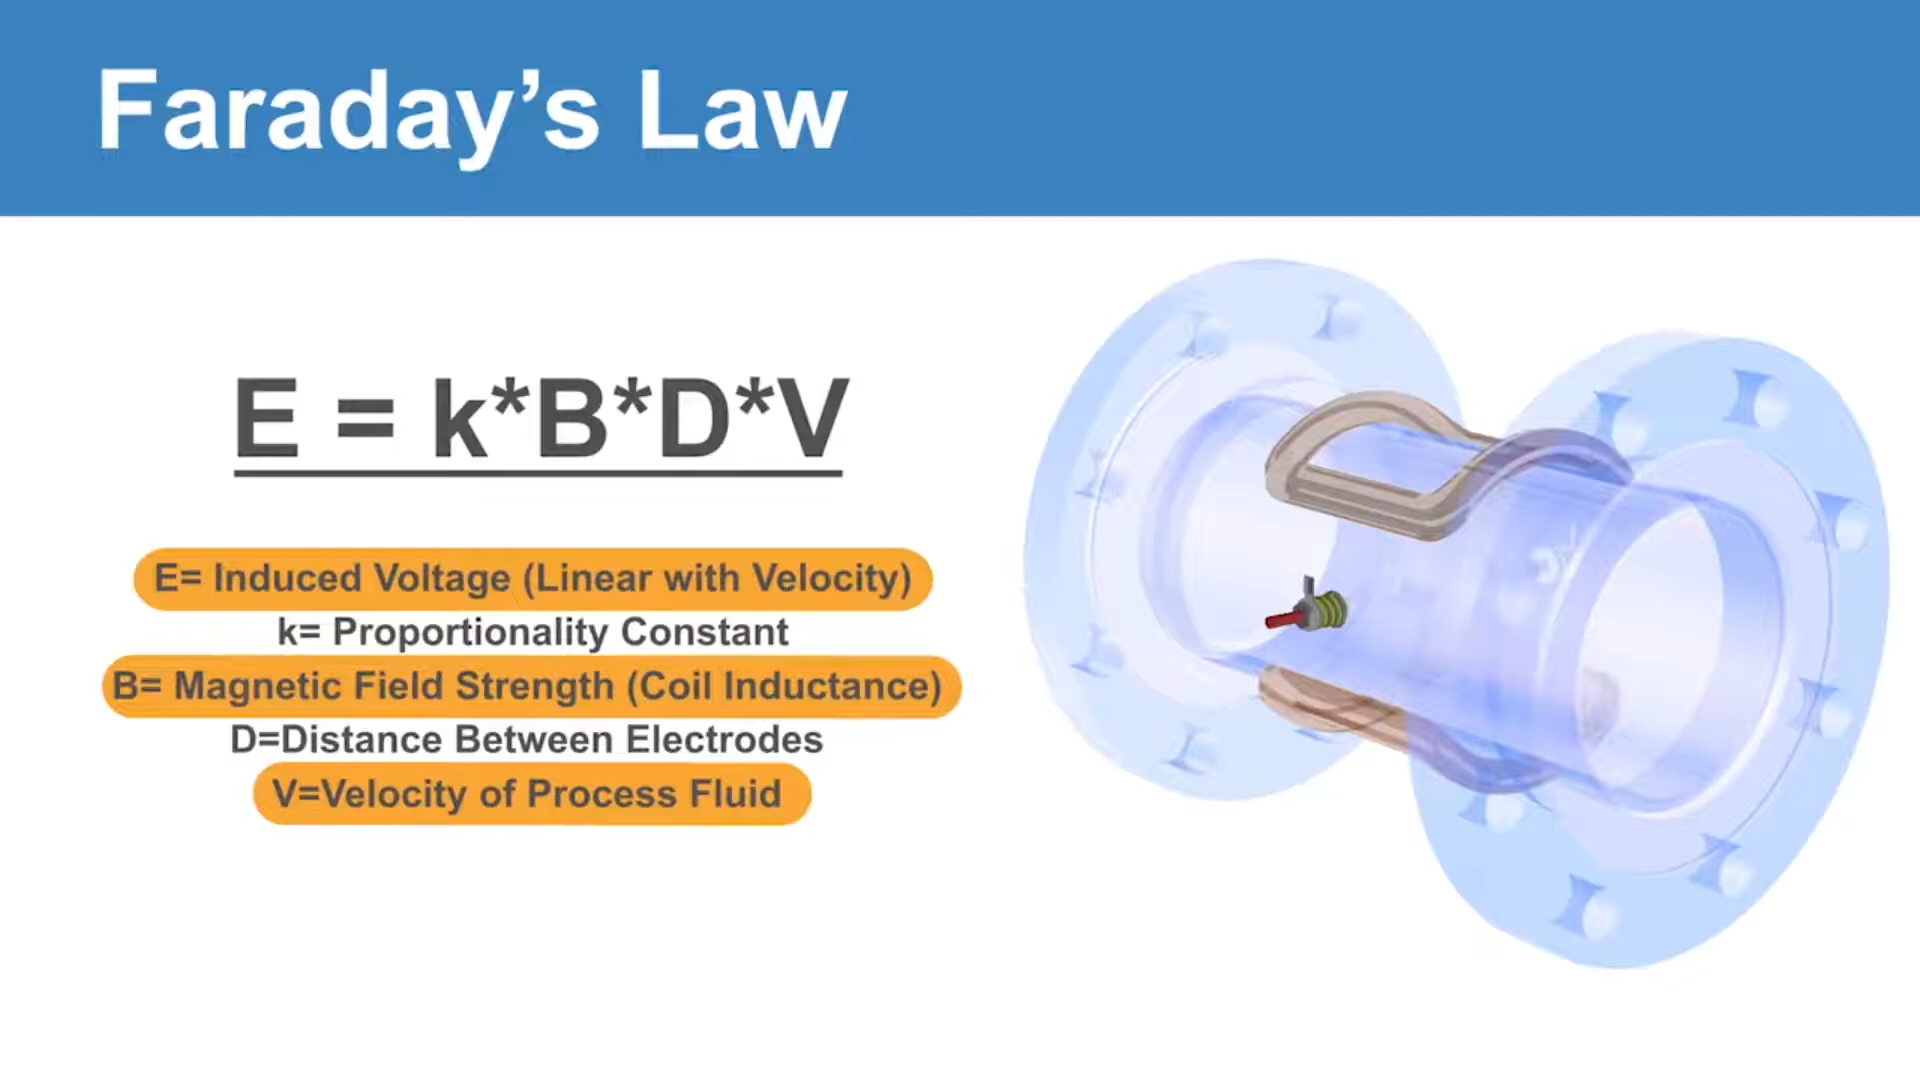 Faraday’s Law
E = k*B*D*V
E= Induced Voltage (Linear with Velocity)
k= Proportionality Constant
B= Magnetic Field Strength (Coil Inductance)
D=Distance Between Electrodes
V=Velocity of Process Fluid